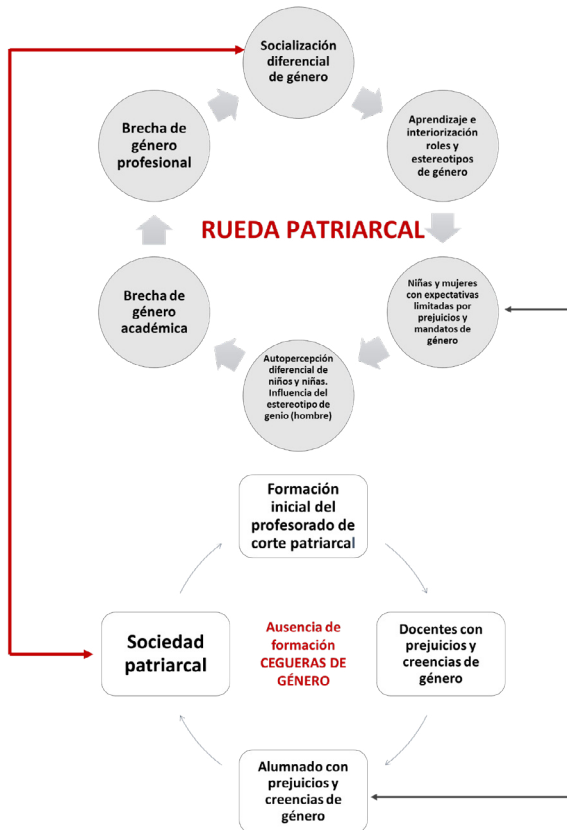 Socialización
diferencial
de género
Aprendizaje e
interiorización
roles y
estereotipos
de género
Niñas y mujeres
con expectativas
limitadas por
prejuicios y
mandatos de
género
Autopercepción
diferencial de
niños y niñas.
Influencia del
estereotipo de
genio (hombre)
Brecha de
género
académica
Brecha de
género
profesional
RUEDA PATRIARCAL
Formación
inicial del
profesorado de
corte patriarcal
Docentes con
prejuicios y
creencias de
género
Alumnado con
prejuicios y
creencias de
género
Sociedad
patriarcal
Ausencia de
formación
CEGUERAS DE
GÉNERO